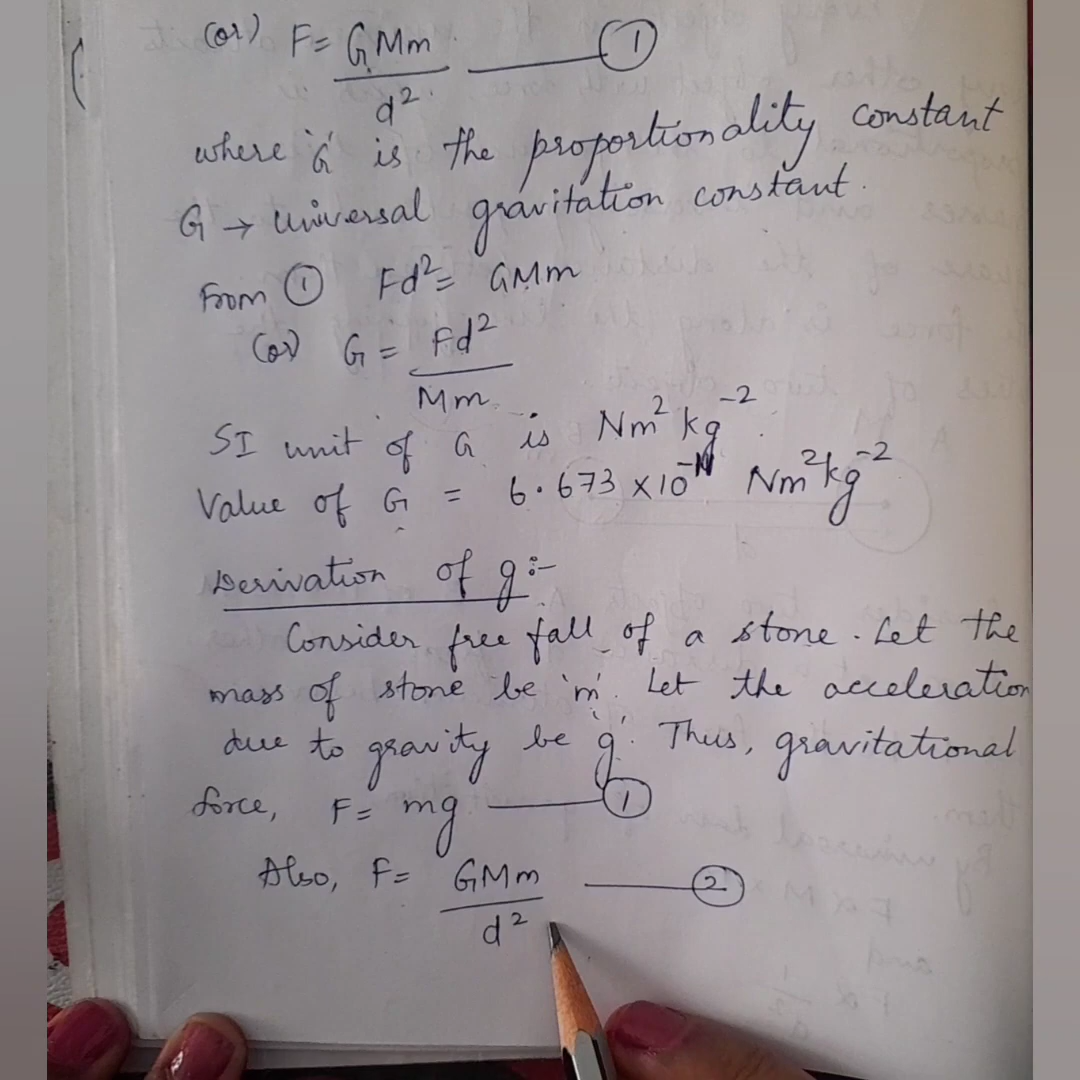 (or) F = GMm / d² ——— ①
where 'G' is the proportionality constant
G → Universal gravitation constant.
From ① Fd² = GMm
(or) G = Fd² / Mm
SI unit of G is Nm² kg⁻².
Value of G = 6.673 × 10⁻¹¹ Nm² kg⁻²
Derivation of g :-
Consider free fall of a stone. Let the
mass of stone be 'm'. Let the acceleration
due to gravity be 'g'. Thus, gravitational
force, F = mg ——— ①
Also, F = GMm / d² ——— ②